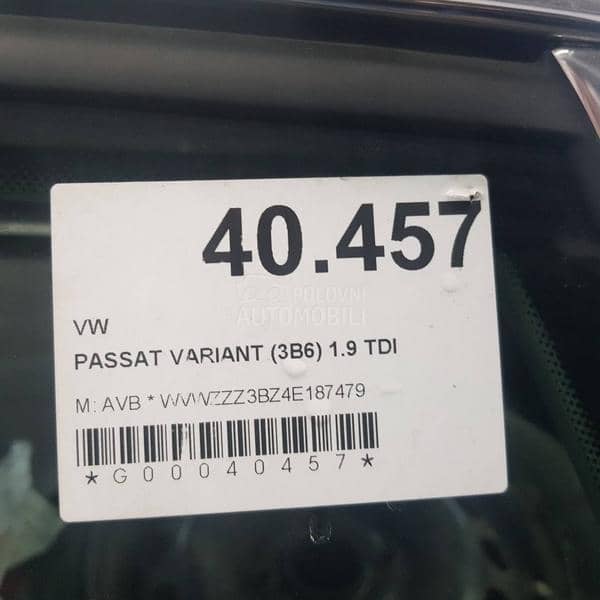 40.457
POLOVNI
AUTOMOBILI
VW
PASSAT VARIANT (3B6) 1.9 TDI
M: AVB * WVWZZZ3BZ4E187479
*G00040457*